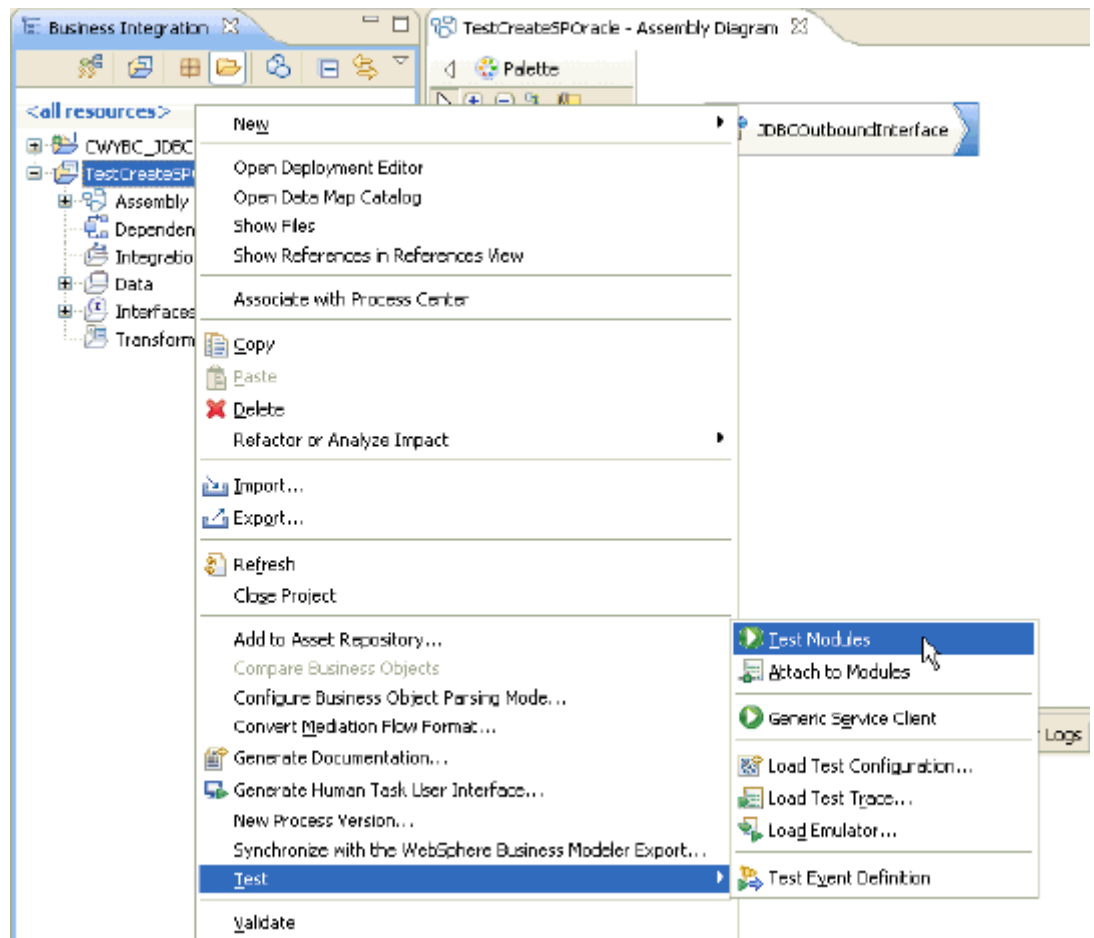 Business Integration
TestCreateSPOracle - Assembly Diagram
Palette
<all resources>
CWYBC_JDBC
TestCreateSPO
Assembly
Dependen
Integratio
Data
Interfaces
Transform
JDBCOutboundInterface
New
Open Deployment Editor
Open Data Map Catalog
Show Files
Show References in References View
Associate with Process Center
Copy
Paste
Delete
Refactor or Analyze Impact
Import...
Export...
Refresh
Close Project
Add to Asset Repository...
Compare Business Objects
Configure Business Object Parsing Mode...
Convert Mediation Flow Format...
Generate Documentation...
Generate Human Task User Interface...
New Process Version...
Synchronize with the WebSphere Business Modeler Export...
Test
Validate
Test Modules
Attach to Modules
Generic Service Client
Load Test Configuration...
Load Test Trace...
Load Emulator...
Test Event Definition
Logs